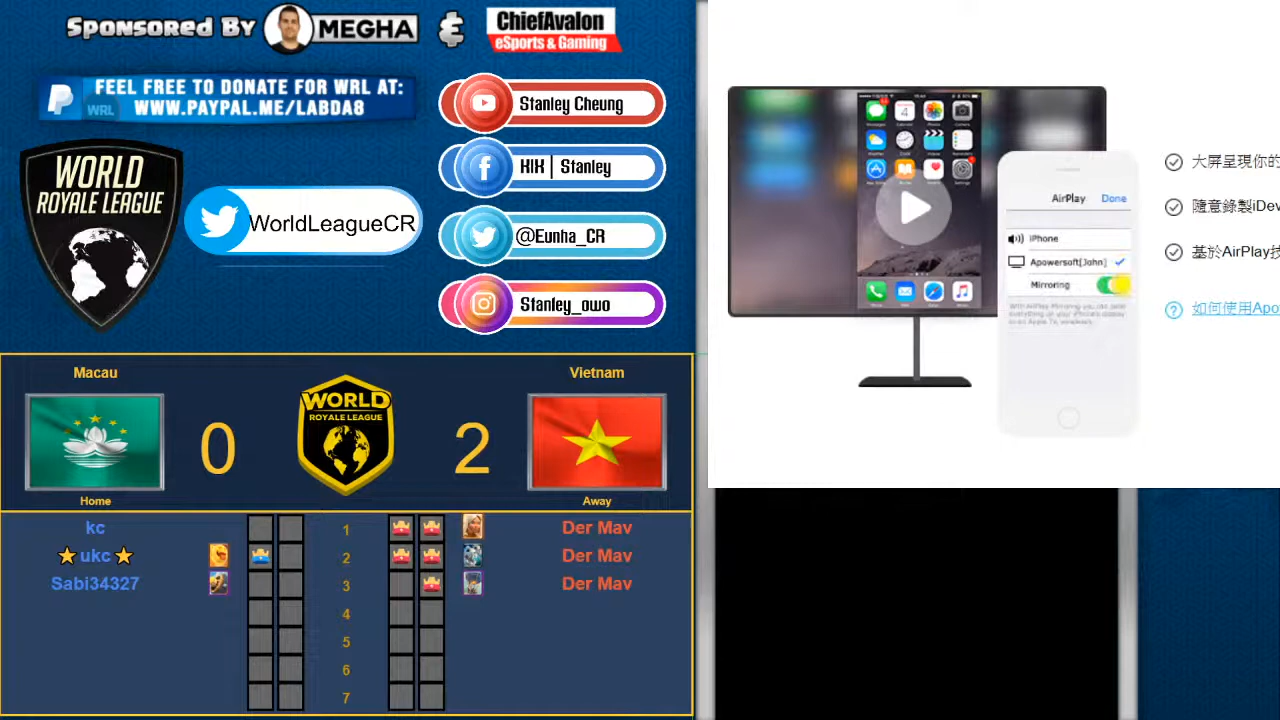 SPONSORED BY MEGHA &
ChiefAvalon
eSports & Gaming
FEEL FREE TO DONATE FOR WRL AT:
WWW.PAYPAL.ME/LABDA8
WRL
WORLD
ROYALE LEAGUE
WorldLeagueCR
Stanley Cheung
XIX | Stanley
@Eunha_CR
Stanley_owo
Macau
Vietnam
0
WORLD
ROYALE LEAGUE
2
Home
Away
kc 1 Der Mav
ukc 2 Der Mav
Sabi34327 3 Der Mav
4
5
6
7
AirPlay Done
iPhone
Apowersoft[John]
Mirroring
大屏呈現你的
隨意錄製iDev
基於AirPlay技
如何使用Apo